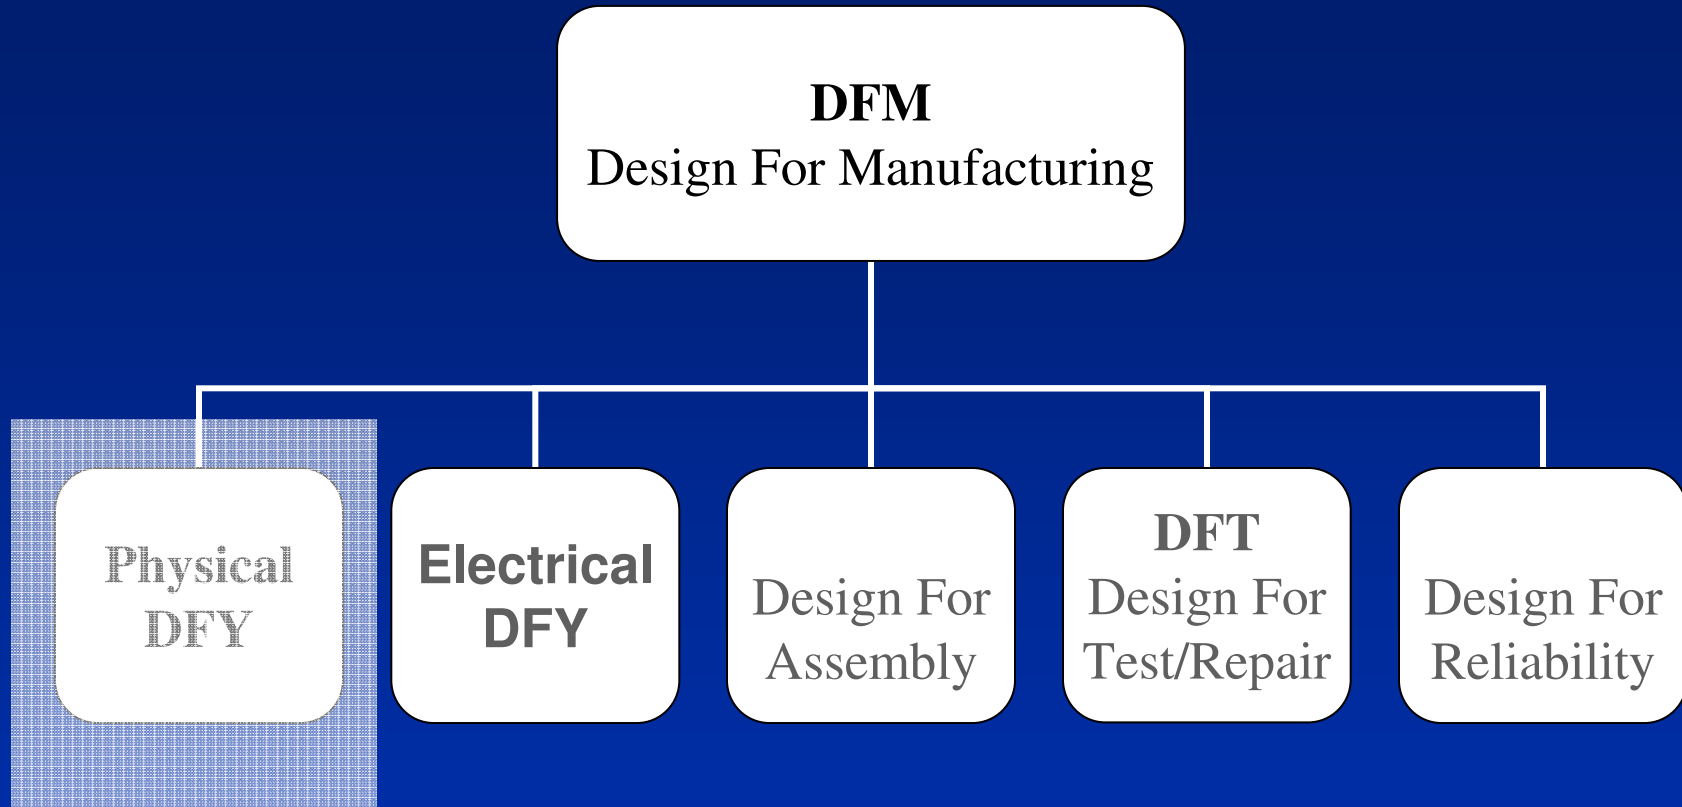 DFM
Design For Manufacturing
Physical
DFY
Electrical
DFY
Design For
Assembly
DFT
Design For
Test/Repair
Design For
Reliability